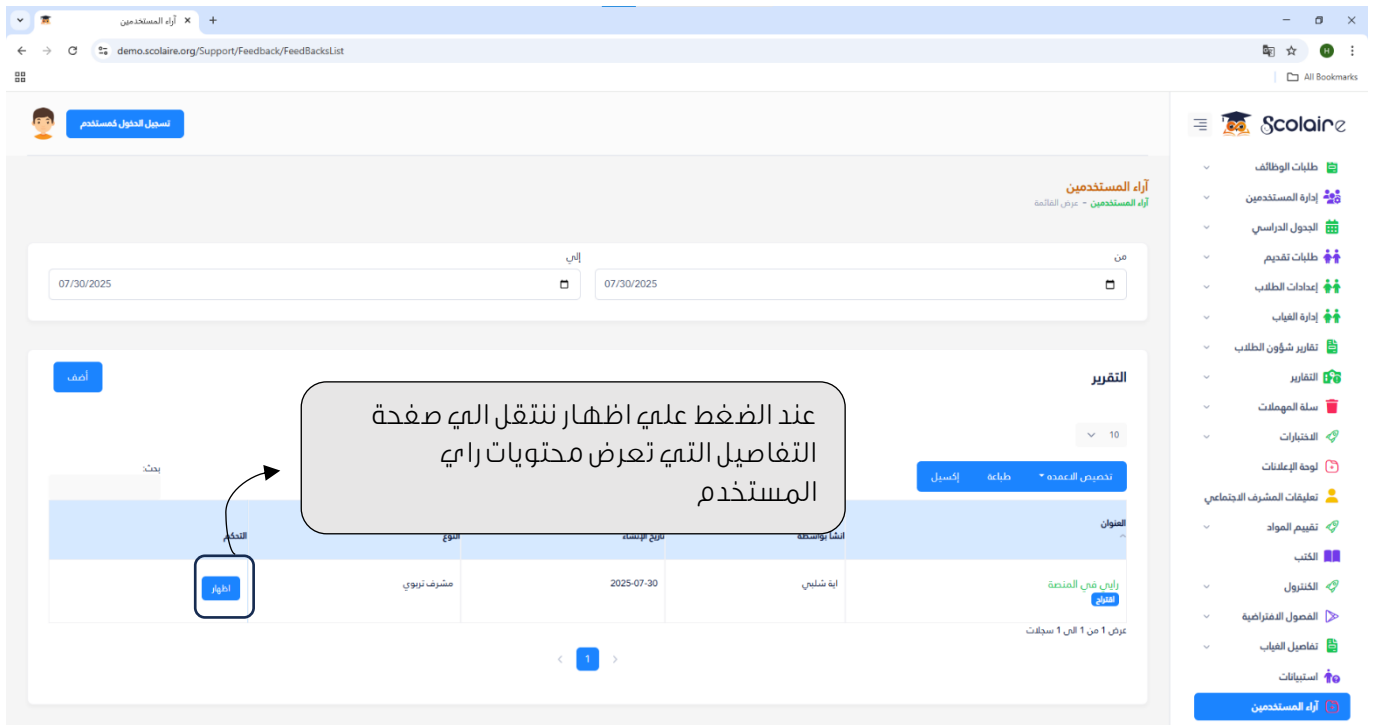 آراء المستخدمين
demo.scolaire.org/Support/Feedback/FeedBacksList
H
All Bookmarks
Scolaire
تسجيل الدخول كمستخدم
طلبات الوظائف
إدارة المستخدمين
الجدول الدراسي
طلبات تقديم
إعدادات الطلاب
إدارة الغياب
تقارير شؤون الطلاب
التقارير
سلة المهملات
الاختبارات
لوحة الإعلانات
تعليقات المشرف الاجتماعي
تقييم المواد
الكتب
الكنترول
الفصول الافتراضية
تفاصيل الغياب
استبيانات
آراء المستخدمين
آراء المستخدمين
آراء المستخدمين - عرض القائمة
من
إلي
07/30/2025
07/30/2025
التقرير
أضف
10
تخصيص الاعمده
طباعة
إكسيل
بحث:
عند الضغط علي اظهار ننتقل الي صفحة
التفاصيل التي تعرض محتويات راي
المستخدم
العنوان
انشأ بواسطة
تاريخ الإنشاء
النوع
التحكم
رايي في المنصة
اقتراح
اية شلبي
2025-07-30
مشرف تربوي
اظهار
عرض 1 من 1 الى 1 سجلات
1